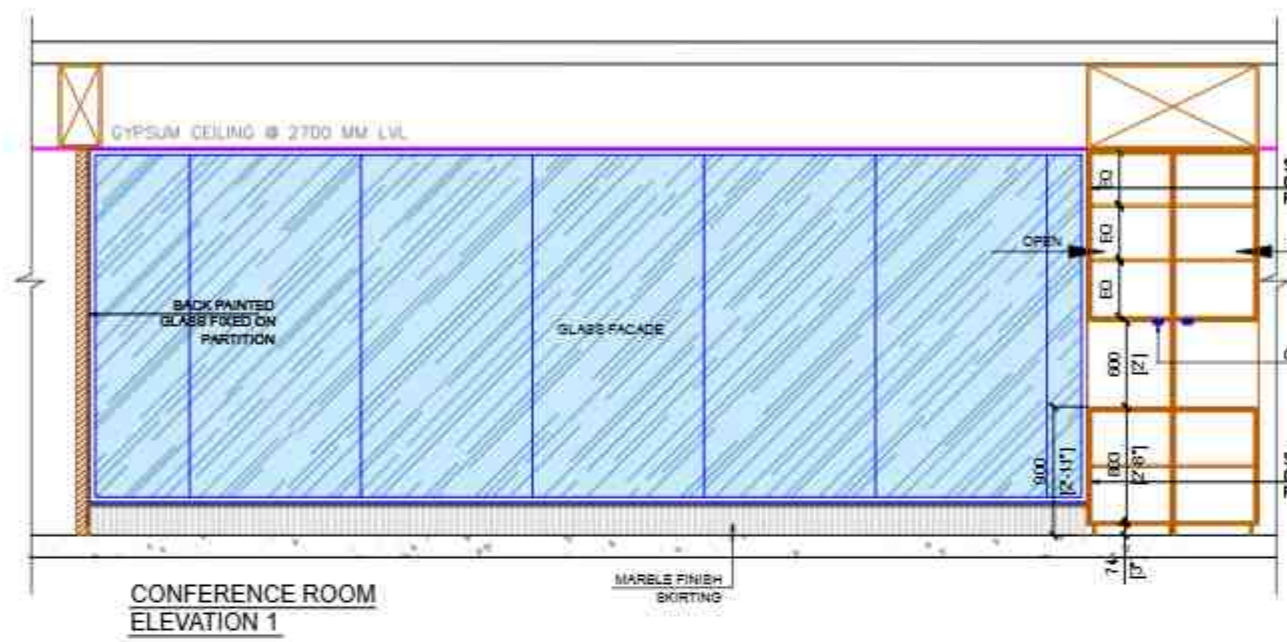 GYPSUM CEILING @ 2700 MM LVL
EQ
EQ
OPEN
EQ
BACK PAINTED
GLASS FIXED ON
PARTITION
GLASS FACADE
600
[2']
900
[2'-11"]
803
[2'8"]
74
[3"]
MARBLE FINISH
SKIRTING
CONFERENCE ROOM
ELEVATION 1